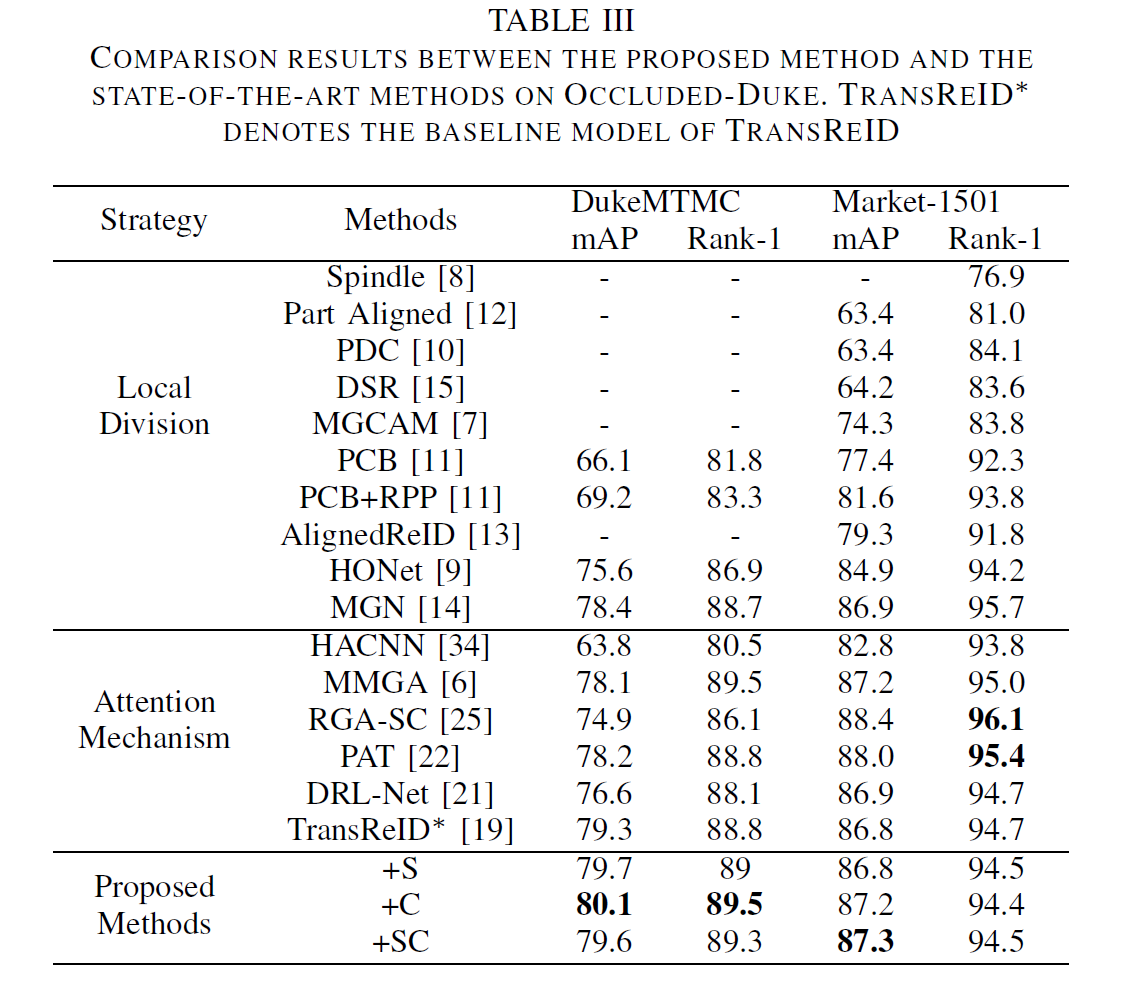 TABLE III
COMPARISON RESULTS BETWEEN THE PROPOSED METHOD AND THE
STATE-OF-THE-ART METHODS ON OCCLUDED-DUKE. TRANSREID*
DENOTES THE BASELINE MODEL OF TRANSREID
Strategy Methods DukeMTMC Market-1501
mAP Rank-1 mAP Rank-1
Local Division
Spindle [8] - - - 76.9
Part Aligned [12] - - 63.4 81.0
PDC [10] - - 63.4 84.1
DSR [15] - - 64.2 83.6
MGCAM [7] - - 74.3 83.8
PCB [11] 66.1 81.8 77.4 92.3
PCB+RPP [11] 69.2 83.3 81.6 93.8
AlignedReID [13] - - 79.3 91.8
HONet [9] 75.6 86.9 84.9 94.2
MGN [14] 78.4 88.7 86.9 95.7
Attention Mechanism
HACNN [34] 63.8 80.5 82.8 93.8
MMGA [6] 78.1 89.5 87.2 95.0
RGA-SC [25] 74.9 86.1 88.4 96.1
PAT [22] 78.2 88.8 88.0 95.4
DRL-Net [21] 76.6 88.1 86.9 94.7
TransReID* [19] 79.3 88.8 86.8 94.7
Proposed Methods
+S 79.7 89 86.8 94.5
+C 80.1 89.5 87.2 94.4
+SC 79.6 89.3 87.3 94.5